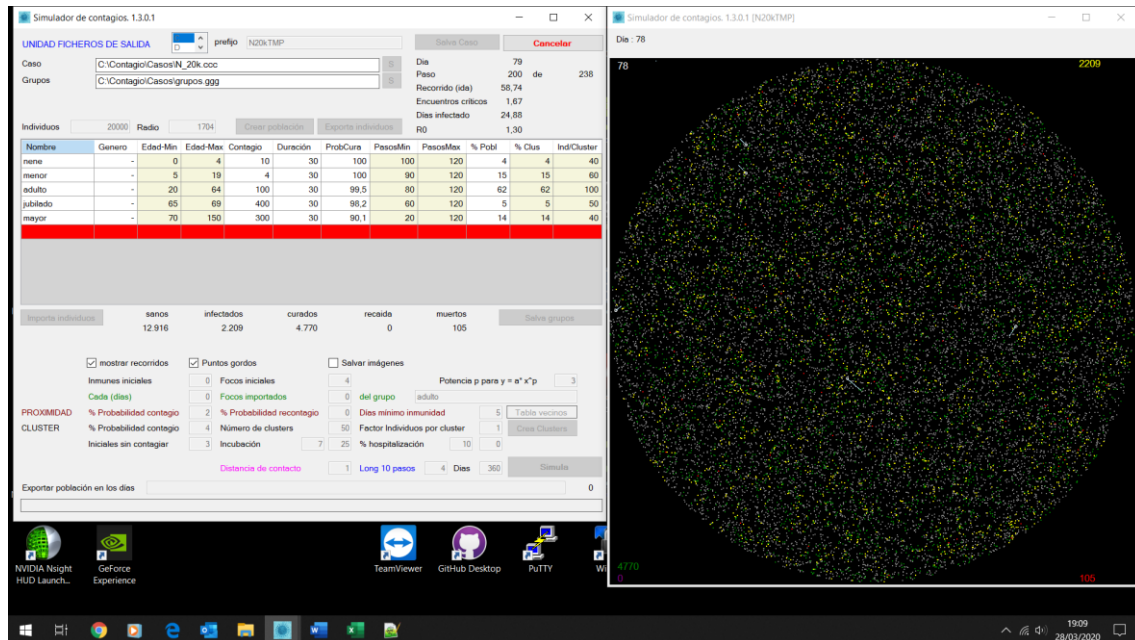 Simulador de contagios. 1.3.0.1
UNIDAD FICHEROS DE SALIDA D prefijo N20kTMP Salva Caso Cancelar
Caso C:\Contagio\Casos\N_20k.ccc S
Grupos C:\Contagio\Casos\grupos.ggg S
Dia 79
Paso 200 de 238
Recorrido (ida) 58,74
Encuentros críticos 1,67
Dias infectado 24,88
R0 1,30
Individuos 20000 Radio 1704 Crear población Exporta individuos
Nombre Genero Edad-Min Edad-Max Contagio Duración ProbCura PasosMin PasosMax % Pobl % Clus Ind/Cluster
nene - 0 4 10 30 100 100 120 4 4 40
menor - 5 19 4 30 100 90 120 15 15 60
adulto - 20 64 100 30 99,5 80 120 62 62 100
jubilado - 65 69 400 30 98,2 60 120 5 5 50
mayor - 70 150 300 30 90,1 20 120 14 14 40
Importa individuos sanos infectados curados recaida muertos Salva grupos
12.916 2.209 4.770 0 105
mostrar recorridos Puntos gordos Salvar imágenes
Inmunes iniciales 0 Focos iniciales 4 Potencia p para y = a* x^p 3
Cada (días) 0 Focos importados 0 del grupo adulto
PROXIMIDAD % Probabilidad contagio 2 % Probabilidad recontagio 0 Dias mínimo inmunidad 5 Tabla vecinos
CLUSTER % Probabilidad contagio 4 Número de clusters 50 Factor Individuos por cluster 1 Crea Clusters
Iniciales sin contagiar 3 Incubación 7 25 % hospitalización 10 0
Distancia de contacto 1 Long 10 pasos 4 Dias 360 Simula
Exportar población en los días 0
Simulador de contagios. 1.3.0.1 [N20kTMP]
Dia : 78
78 2209
4770
0 105
NVIDIA Nsight
HUD Launch...
GeForce
Experience
TeamViewer
GitHub Desktop
PuTTY
Wi
19:09
28/03/2020